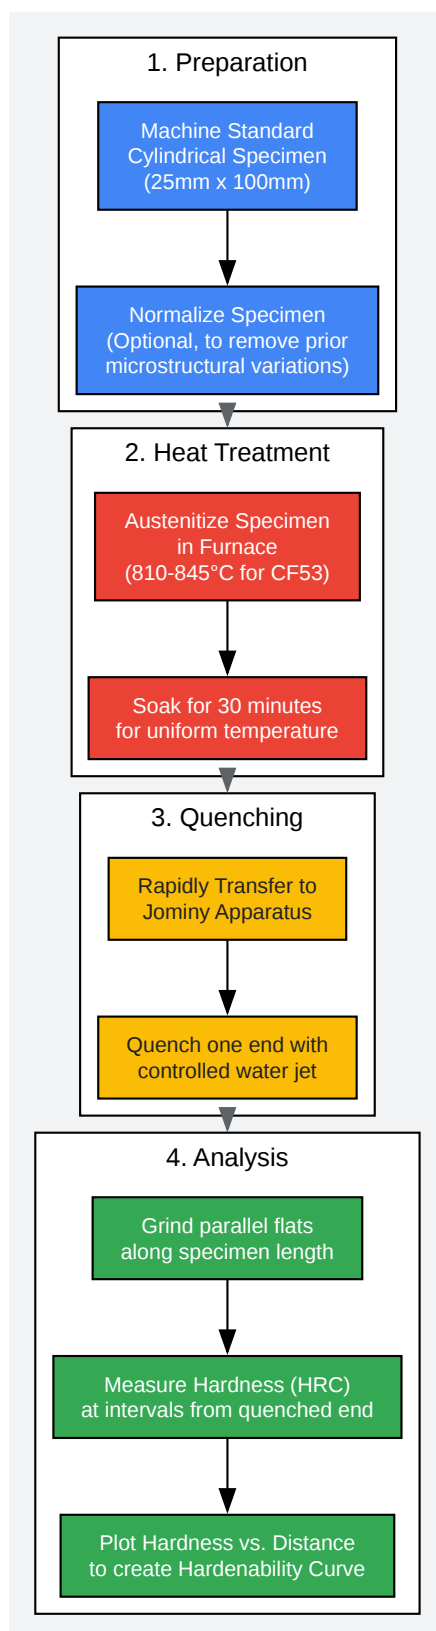 1. Preparation
Machine Standard
Cylindrical Specimen
(25mm x 100mm)
Normalize Specimen
(Optional, to remove prior
microstructural variations)
2. Heat Treatment
Austenitize Specimen
in Furnace
(810-845°C for CF53)
Soak for 30 minutes
for uniform temperature
3. Quenching
Rapidly Transfer to
Jominy Apparatus
Quench one end with
controlled water jet
4. Analysis
Grind parallel flats
along specimen length
Measure Hardness (HRC)
at intervals from quenched end
Plot Hardness vs. Distance
to create Hardenability Curve